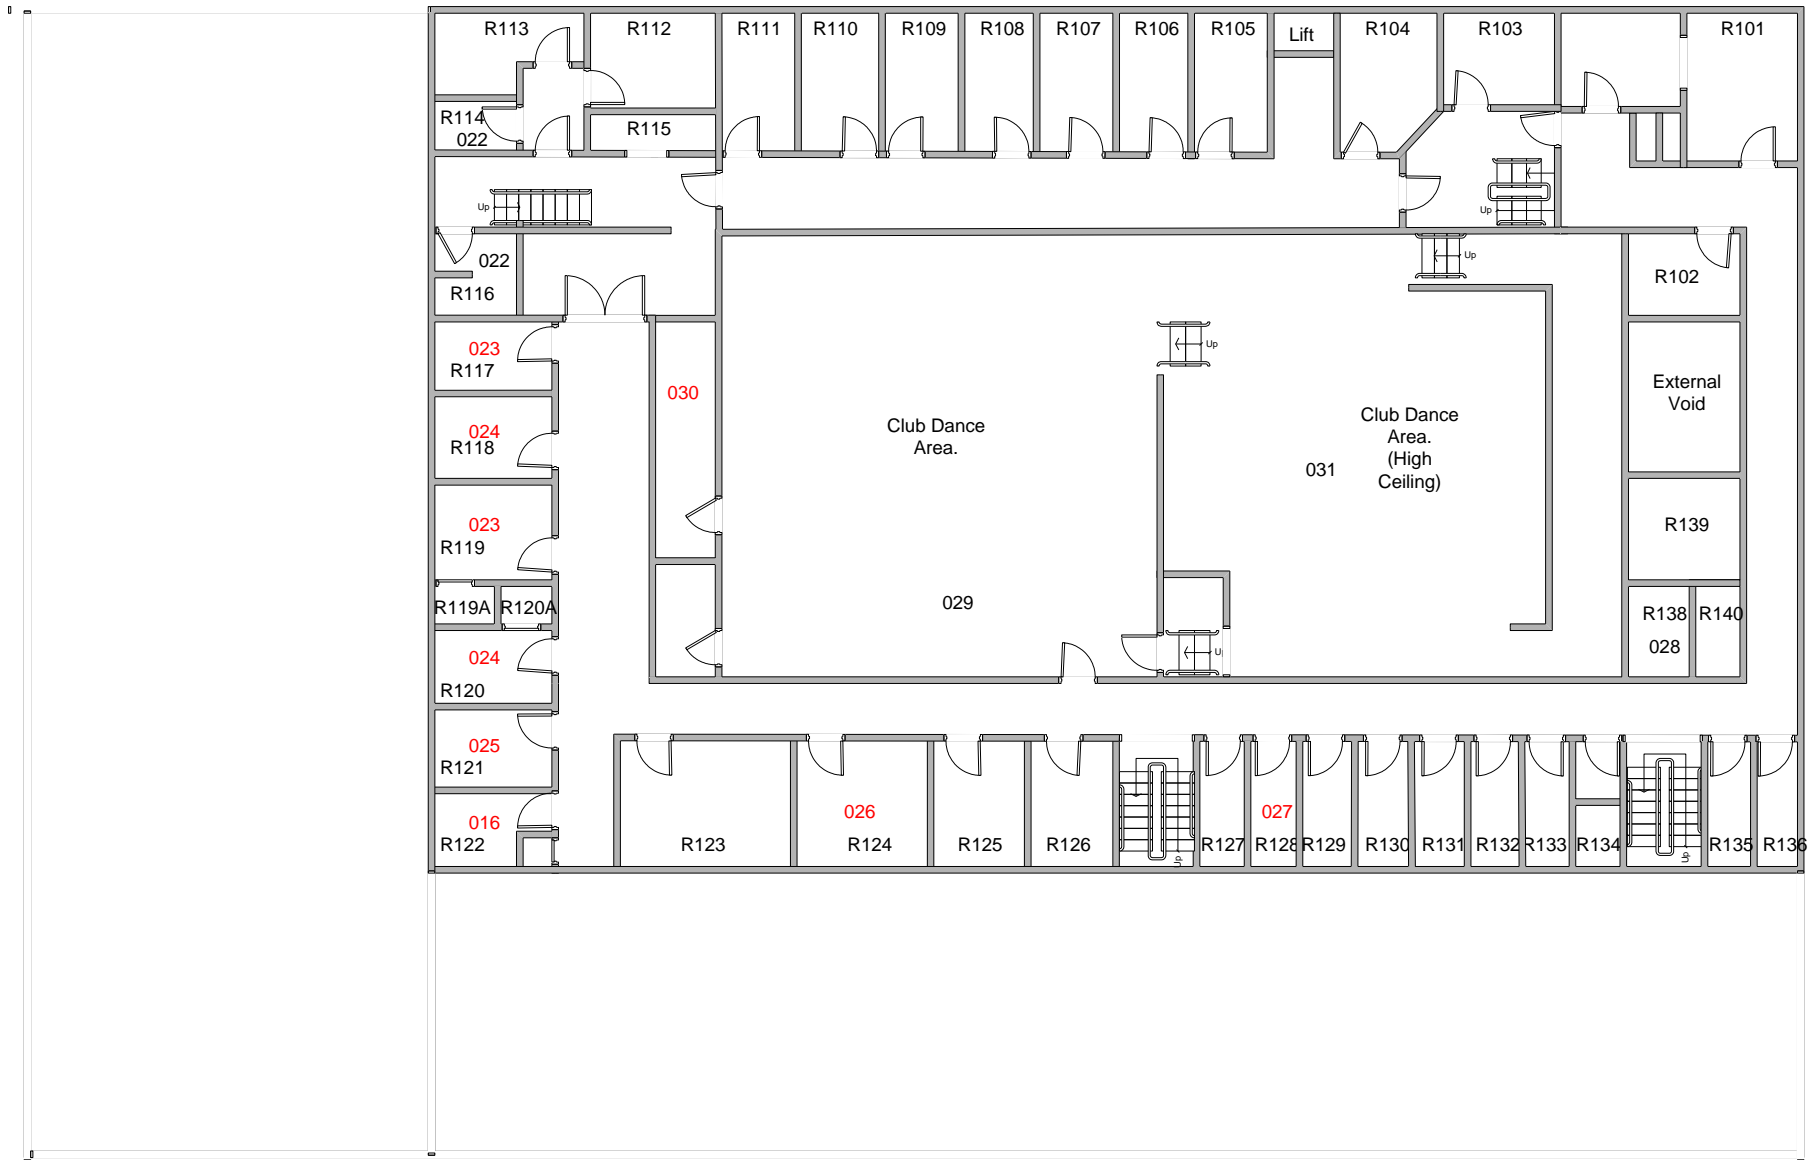 R113
R112
R111
R110
R109
R108
R107
R106
R105
Lift
R104
R103
R101
R114
022
R115
Up
Up
022
R116
Up
R102
023
R117
Up
030
024
R118
Club Dance
Area.
Club Dance
Area.
(High
Ceiling)
031
External
Void
023
R119
R139
R119A
R120A
029
R138
R140
028
024
R120
U
025
R121
016
R122
R123
026
R124
R125
R126
Up
R127
027
R128
R129
R130
R131
R132
R133
R134
Up
R135
R136